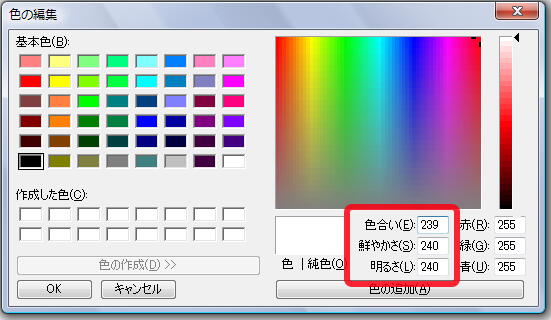 色の編集
基本色(B):
作成した色(C):
色の作成(D) >>
OK
キャンセル
色 | 純色(O)
色合い(E): 239
鮮やかさ(S): 240
明るさ(L): 240
赤(R): 255
緑(G): 255
青(U): 255
色の追加(A)